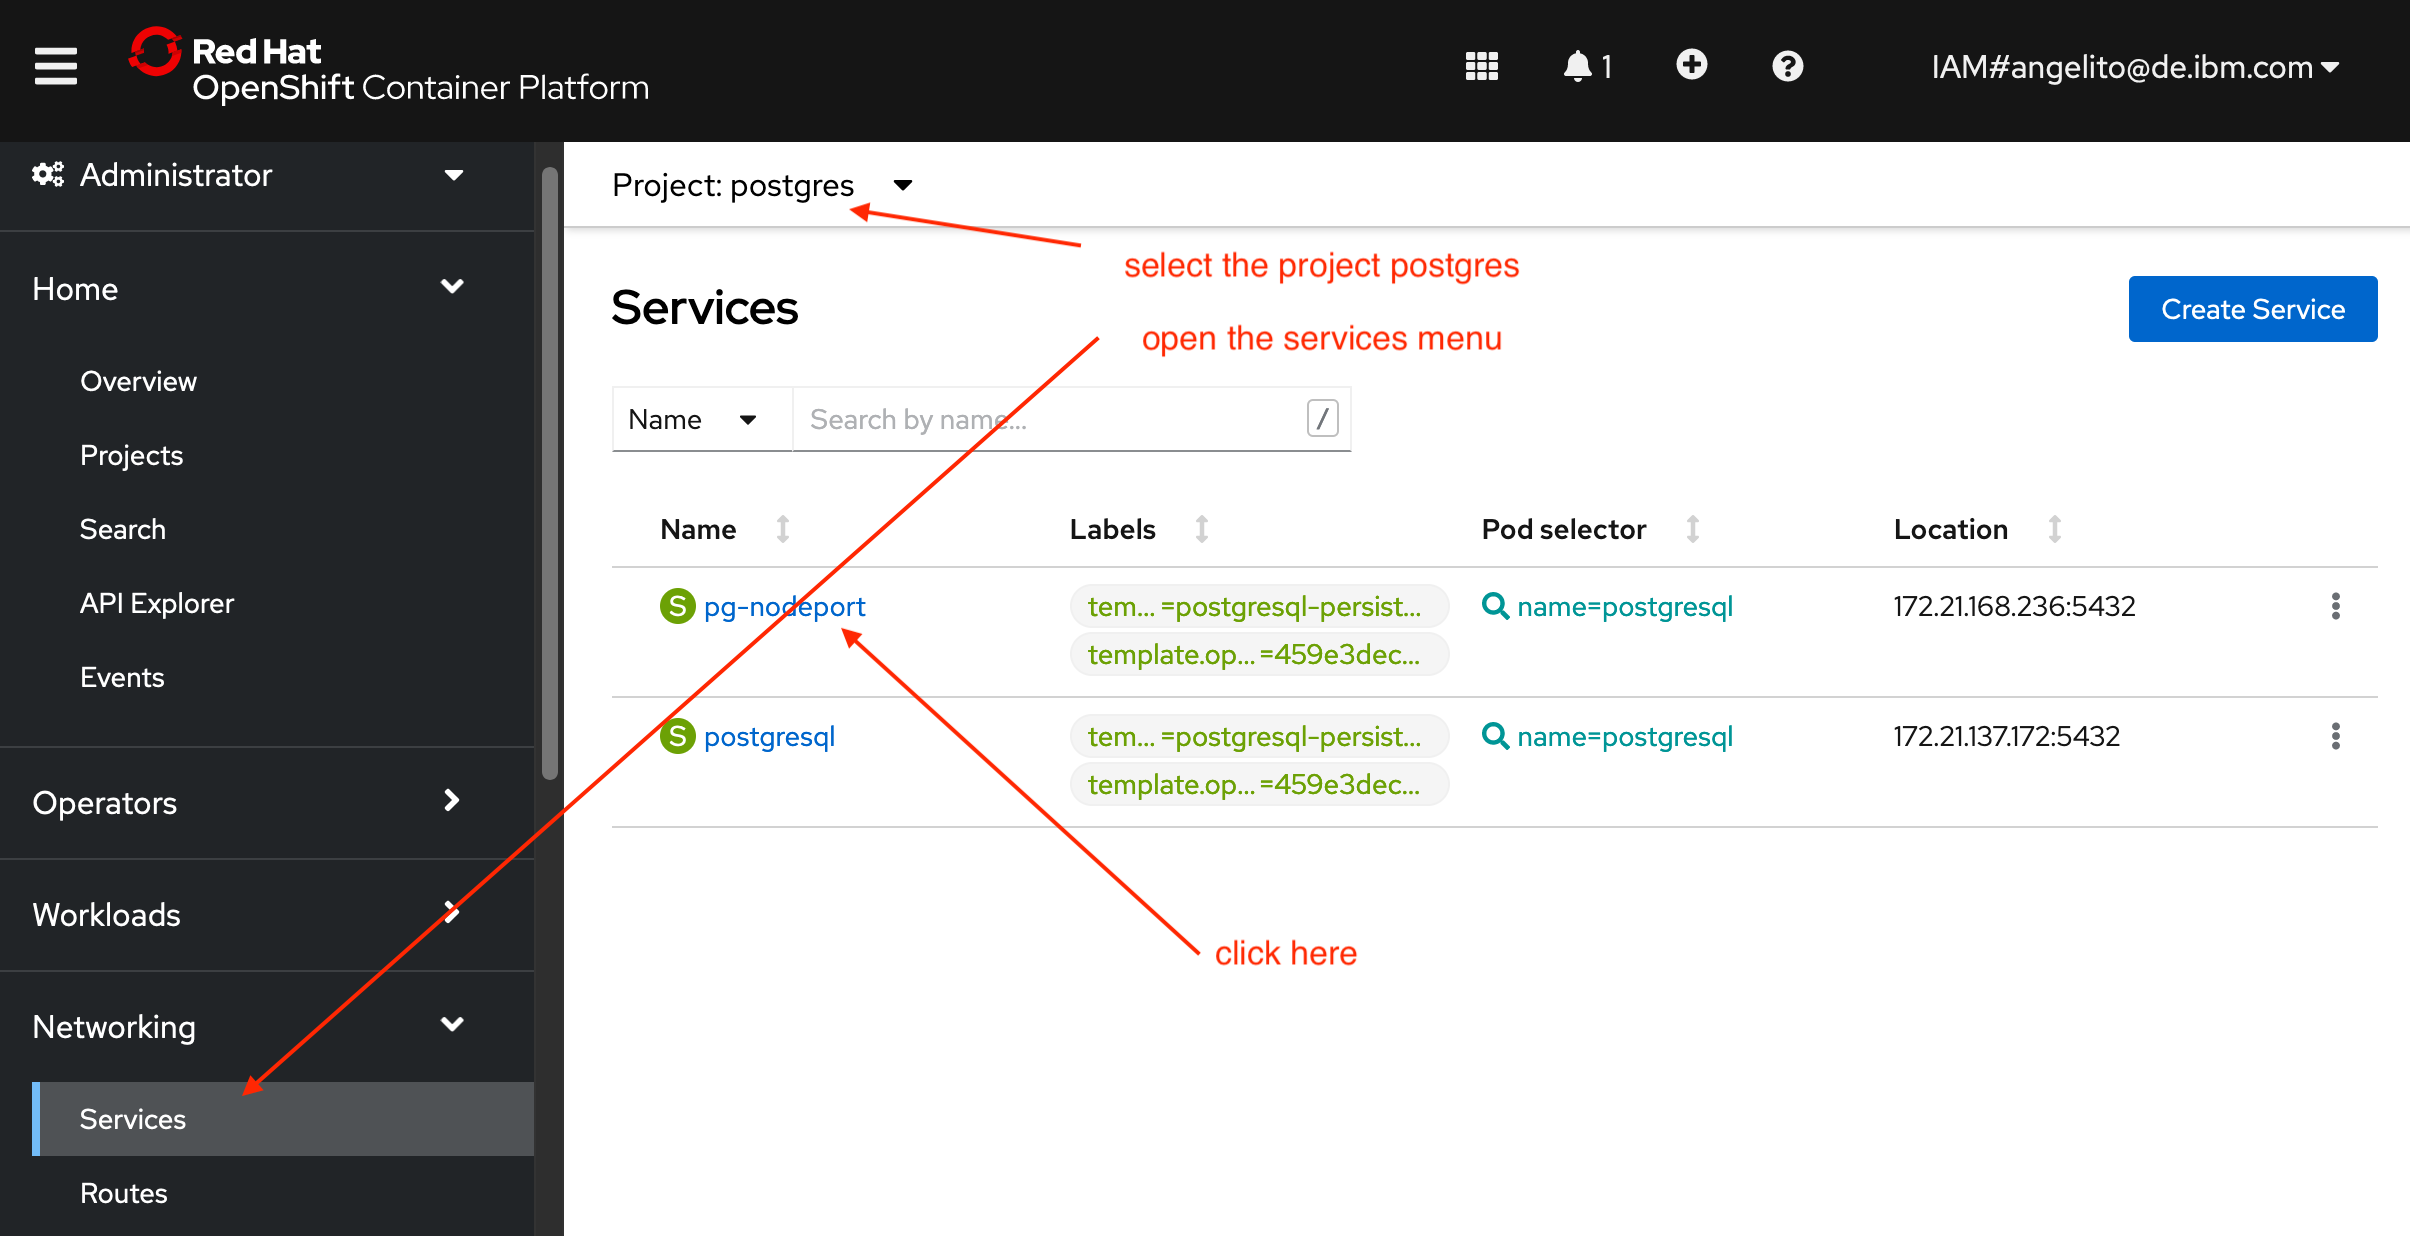 Red Hat
OpenShift Container Platform
1
IAM#angelito@de.ibm.com
Administrator
Home
Overview
Projects
Search
API Explorer
Events
Operators
Workloads
Networking
Services
Routes
Project: postgres
select the project postgres
Services
open the services menu
Create Service
Name
Search by name...
/
Name Labels Pod selector Location
S pg-nodeport tem... =postgresql-persist... name=postgresql 172.21.168.236:5432
template.op... =459e3dec...
S postgresql tem... =postgresql-persist... name=postgresql 172.21.137.172:5432
template.op... =459e3dec...
click here